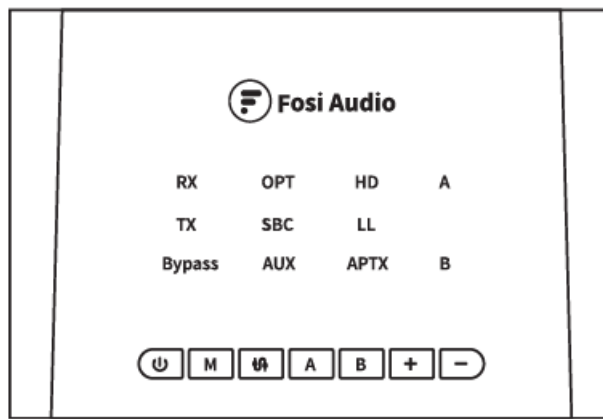 Fosi Audio
RX OPT HD A
TX SBC LL
Bypass AUX APTX B
M A B + −